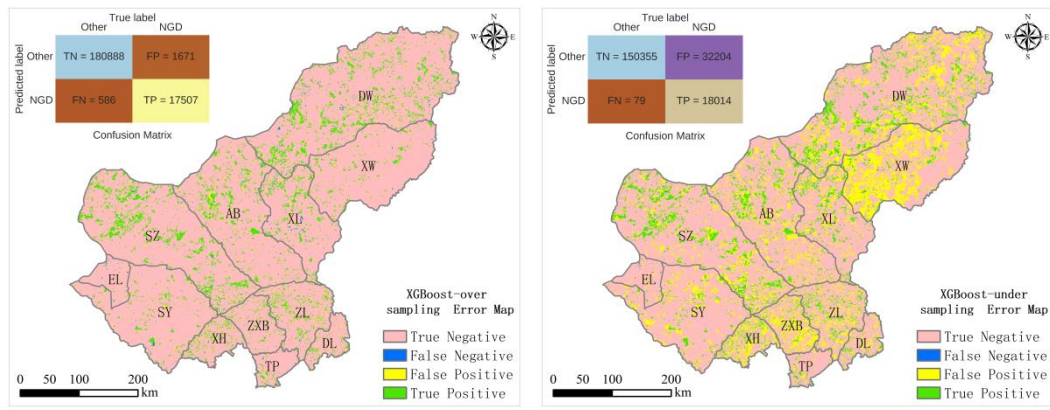 True label
Other NGD
Predicted label
Other TN = 180888 FP = 1671
NGD FN = 586 TP = 17507
Confusion Matrix
N
W E
S
DW
XW
AB
XL
SZ
EL
SY
ZL
ZXB
XH
DL
TP
XGBoost-over
sampling Error Map
True Negative
False Negative
False Positive
True Positive
0 50 100 200
km
True label
Other NGD
Predicted label
Other TN = 150355 FP = 32204
NGD FN = 79 TP = 18014
Confusion Matrix
N
W E
S
DW
XW
AB
XL
SZ
EL
SY
ZL
ZXB
XH
DL
TP
XGBoost-under
sampling Error Map
True Negative
False Negative
False Positive
True Positive
0 50 100 200
km